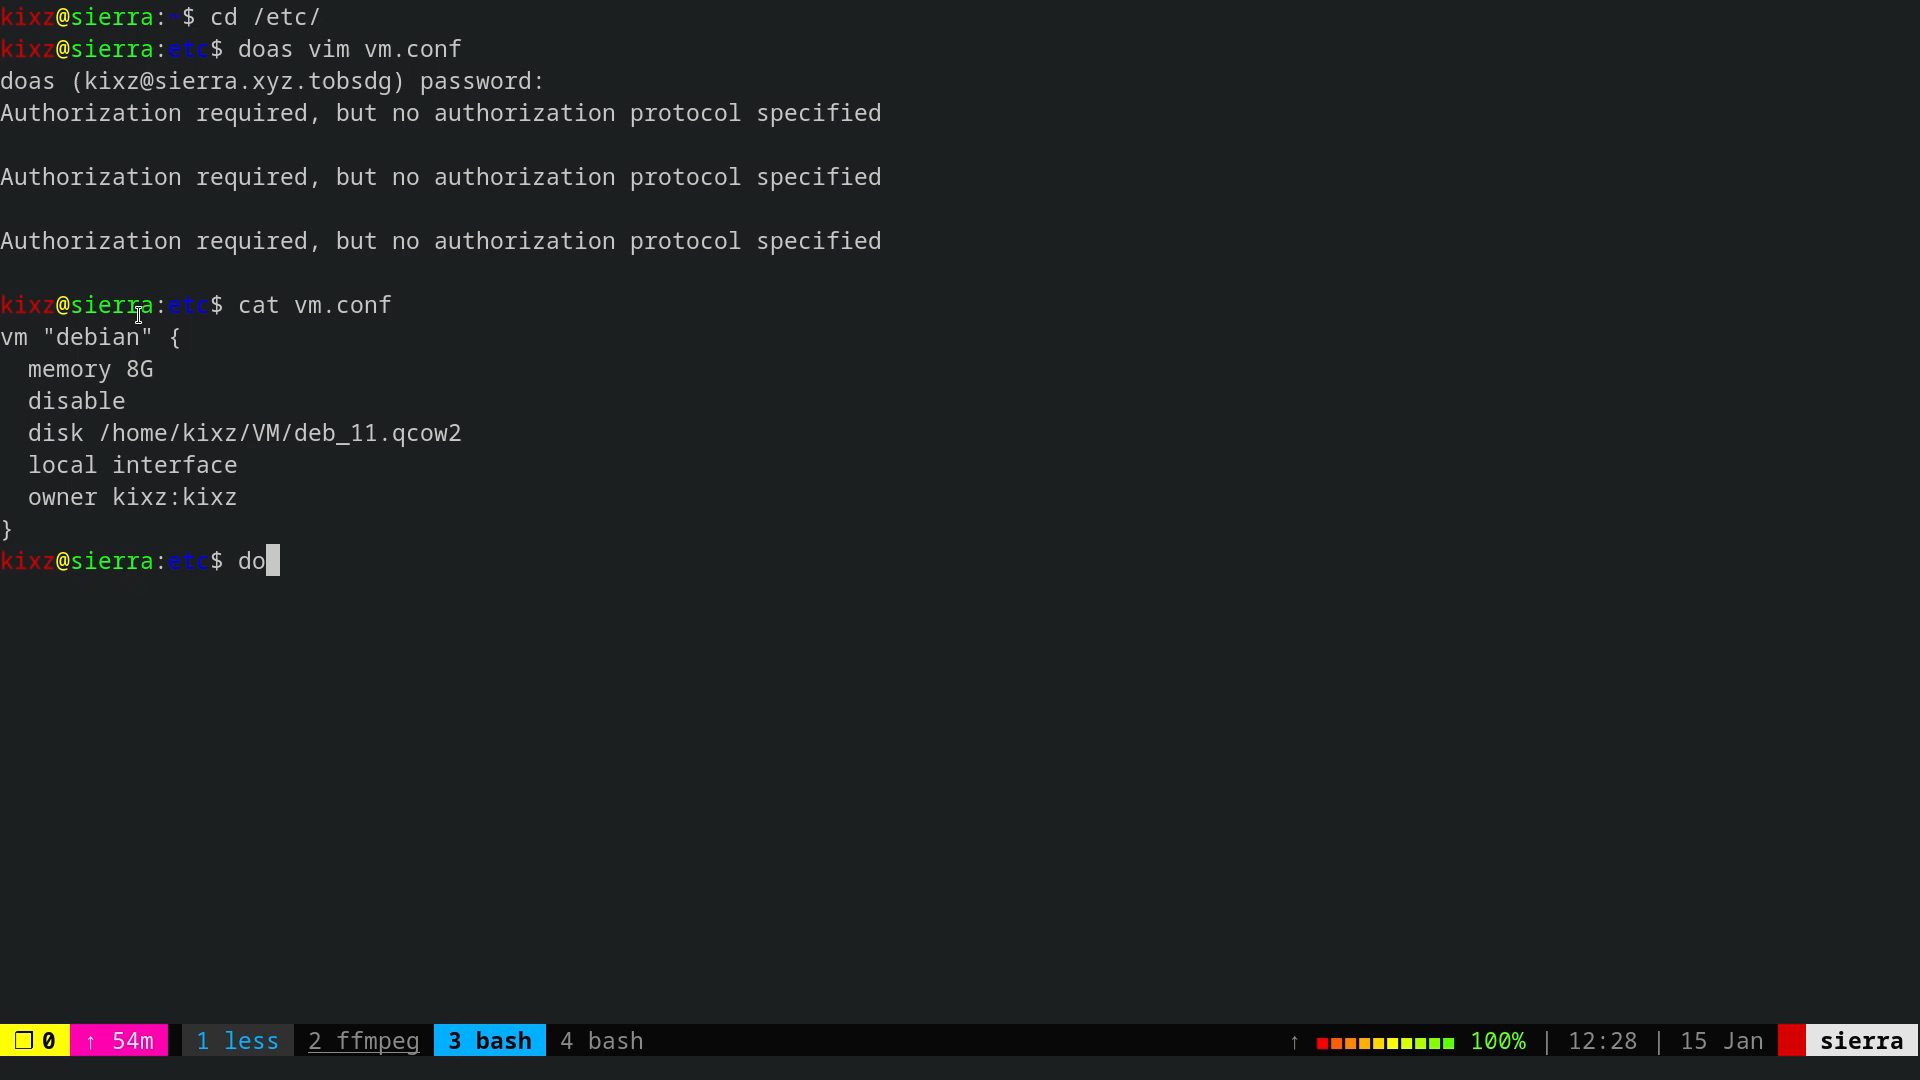 kixz@sierra:~$ cd /etc/
kixz@sierra:etc$ doas vim vm.conf
doas (kixz@sierra.xyz.tobsdg) password:
Authorization required, but no authorization protocol specified
Authorization required, but no authorization protocol specified
Authorization required, but no authorization protocol specified
kixz@sierra:etc$ cat vm.conf
vm "debian" {
  memory 8G
  disable
  disk /home/kixz/VM/deb_11.qcow2
  local interface
  owner kixz:kixz
}
kixz@sierra:etc$ do
❐ 0 ↑ 54m 1 less 2 ffmpeg 3 bash 4 bash ↑ 100% | 12:28 | 15 Jan sierra